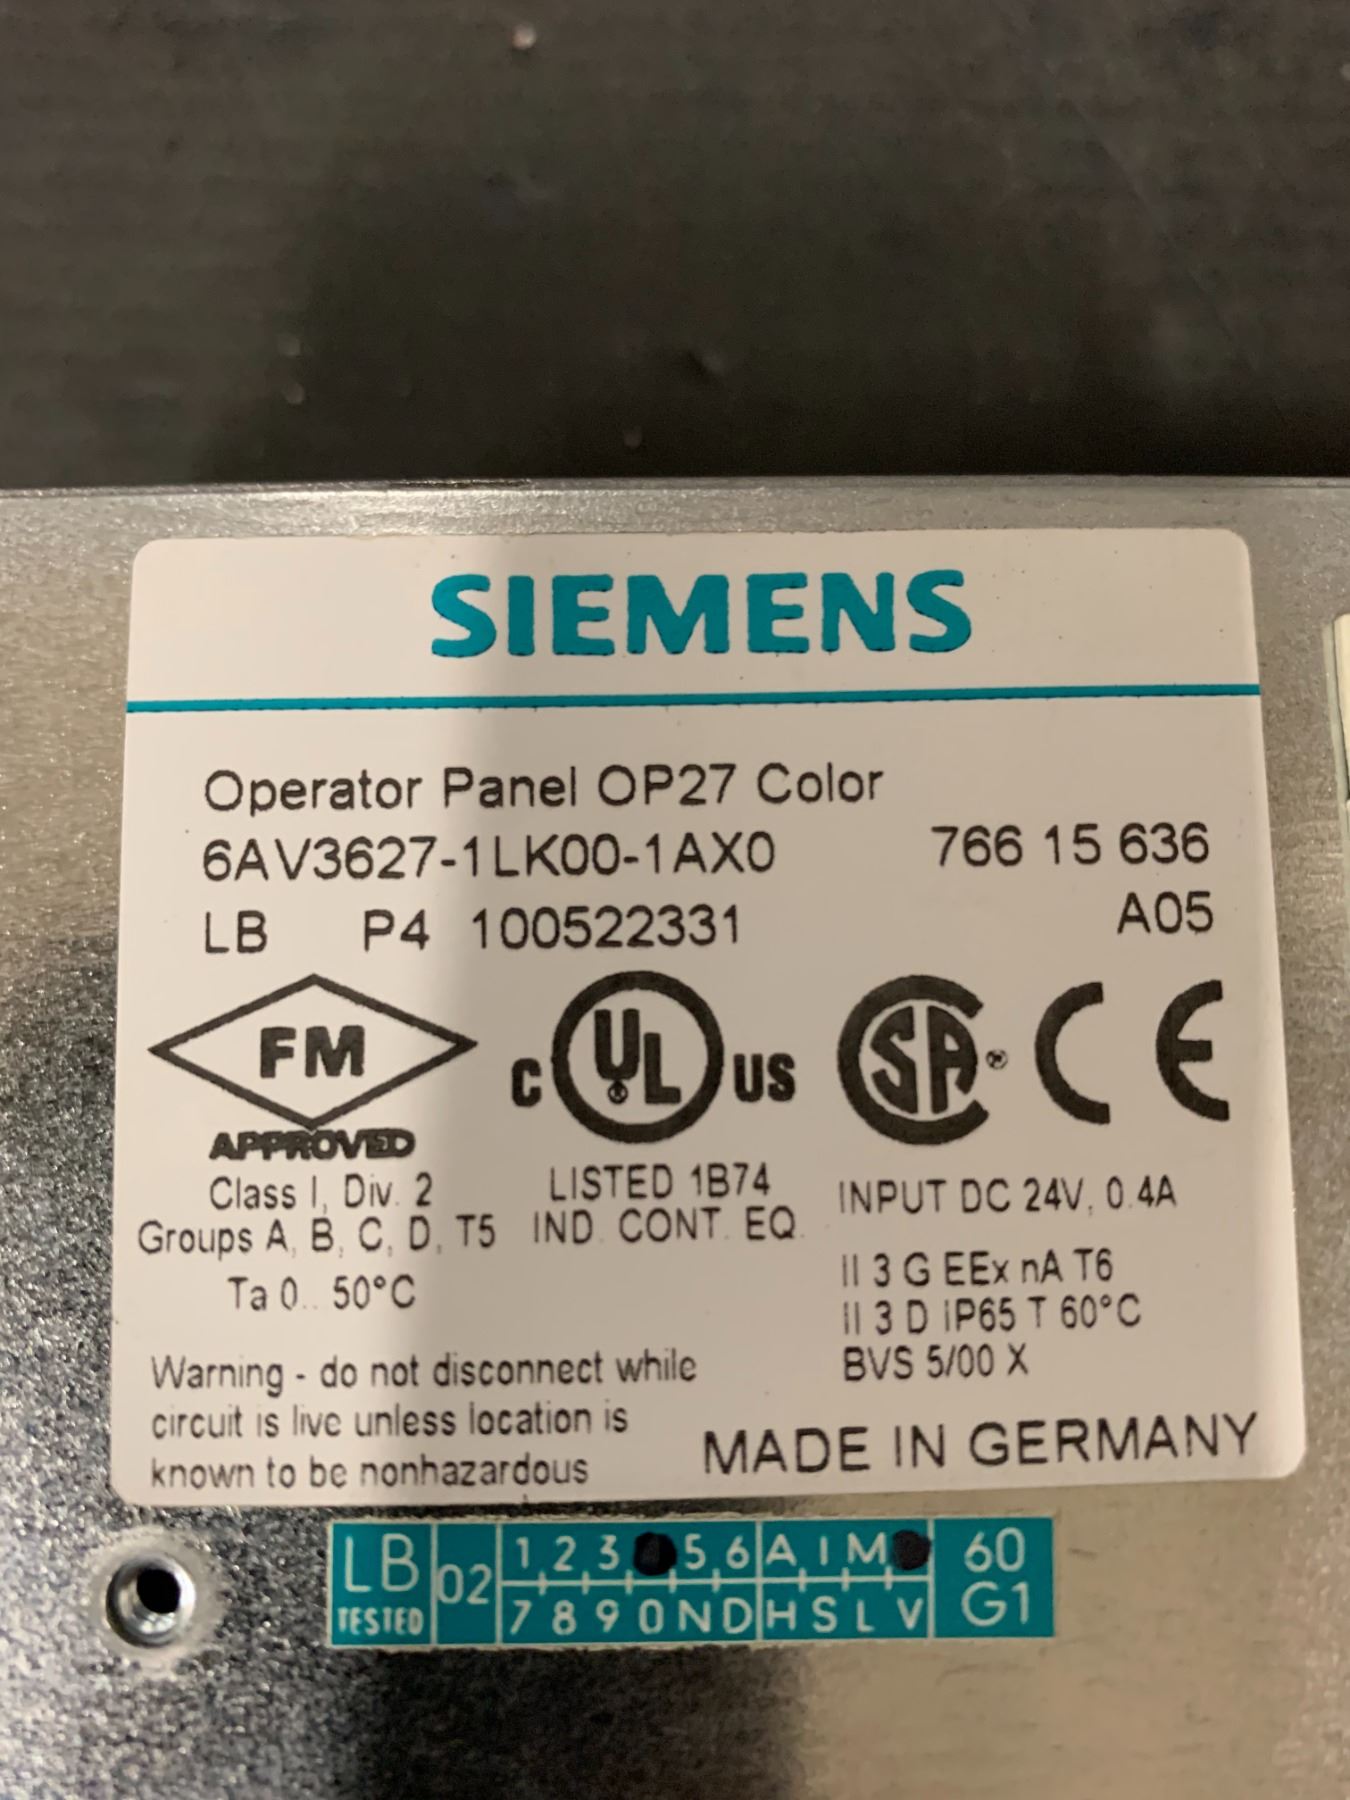 SIEMENS
Operator Panel OP27 Color
6AV3627-1LK00-1AX0 766 15 636
LB P4 100522331 A05
FM
APPROVED
C UL ® US
SA ®
CE
Class I, Div. 2
Groups A, B, C, D, T5
Ta 0.. 50°C
LISTED 1B74
IND. CONT. EQ.
INPUT DC 24V, 0.4A
II 3 G EEx nA T6
II 3 D IP65 T 60°C
BVS 5/00 X
Warning - do not disconnect while
circuit is live unless location is
known to be nonhazardous
MADE IN GERMANY
LB
TESTED
02
1 2 3 5 6 A I M
7 8 9 0 N D H S L V
60
G1